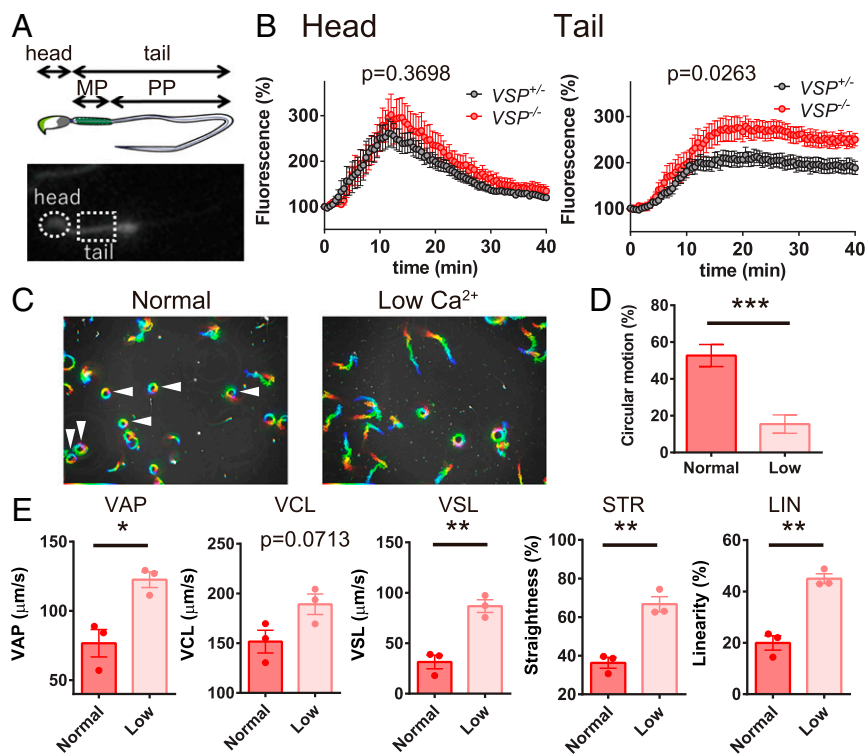 A
head
tail
MP
PP
head
tail
B
Head
p=0.3698
VSP+/-
VSP-/-
Fluorescence (%)
300
200
100
0
10
20
30
40
time (min)
Tail
p=0.0263
VSP+/-
VSP-/-
Fluorescence (%)
300
200
100
0
10
20
30
40
time (min)
C
Normal
Low Ca²⁺
D
***
Circular motion (%)
80
60
40
20
0
Normal
Low
E
VAP
*
VAP (µm/s)
150
125
100
75
50
Normal
Low
VCL
p=0.0713
VCL (µm/s)
250
200
150
100
Normal
Low
VSL
**
VSL (µm/s)
150
100
50
0
Normal
Low
STR
**
Straightness (%)
100
80
60
40
20
Normal
Low
LIN
**
Linearity (%)
60
40
20
0
Normal
Low